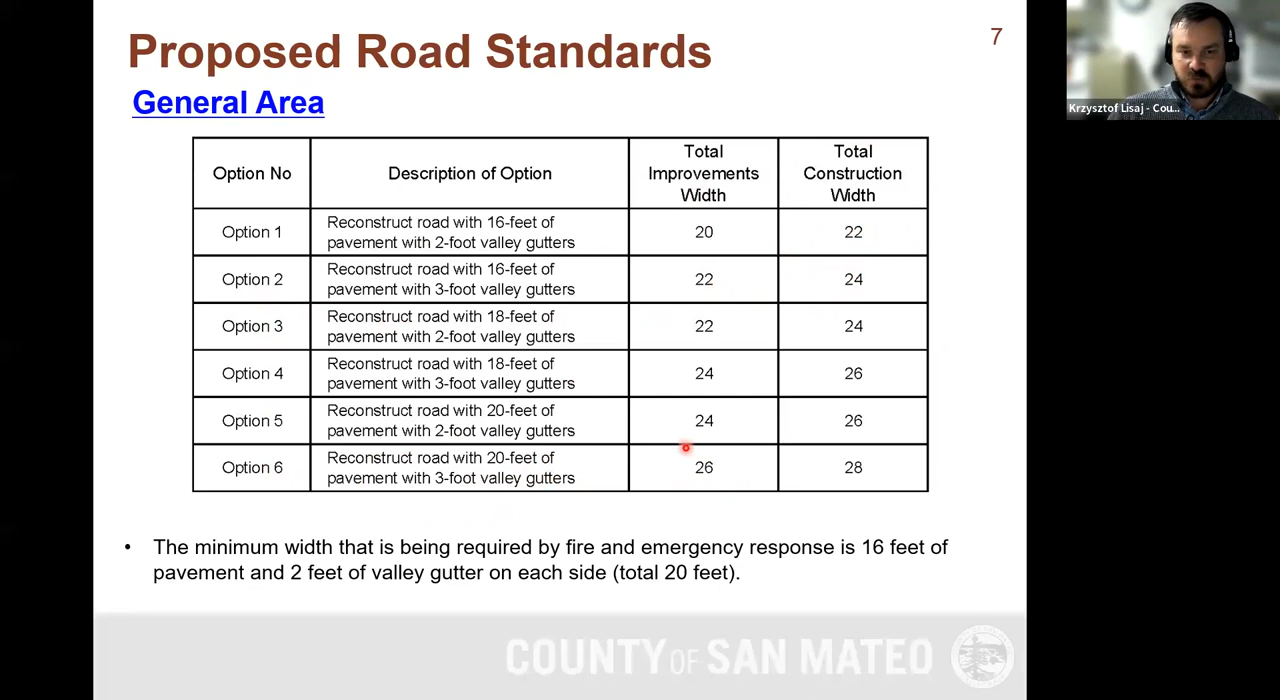 Proposed Road Standards
7
General Area
Option No
Description of Option
Total
Improvements
Width
Total
Construction
Width
Option 1
Reconstruct road with 16-feet of
pavement with 2-foot valley gutters
20
22
Option 2
Reconstruct road with 16-feet of
pavement with 3-foot valley gutters
22
24
Option 3
Reconstruct road with 18-feet of
pavement with 2-foot valley gutters
22
24
Option 4
Reconstruct road with 18-feet of
pavement with 3-foot valley gutters
24
26
Option 5
Reconstruct road with 20-feet of
pavement with 2-foot valley gutters
24
26
Option 6
Reconstruct road with 20-feet of
pavement with 3-foot valley gutters
26
28
• The minimum width that is being required by fire and emergency response is 16 feet of
pavement and 2 feet of valley gutter on each side (total 20 feet).
COUNTY OF SAN MATEO
Krzysztof Lisaj - Cou...